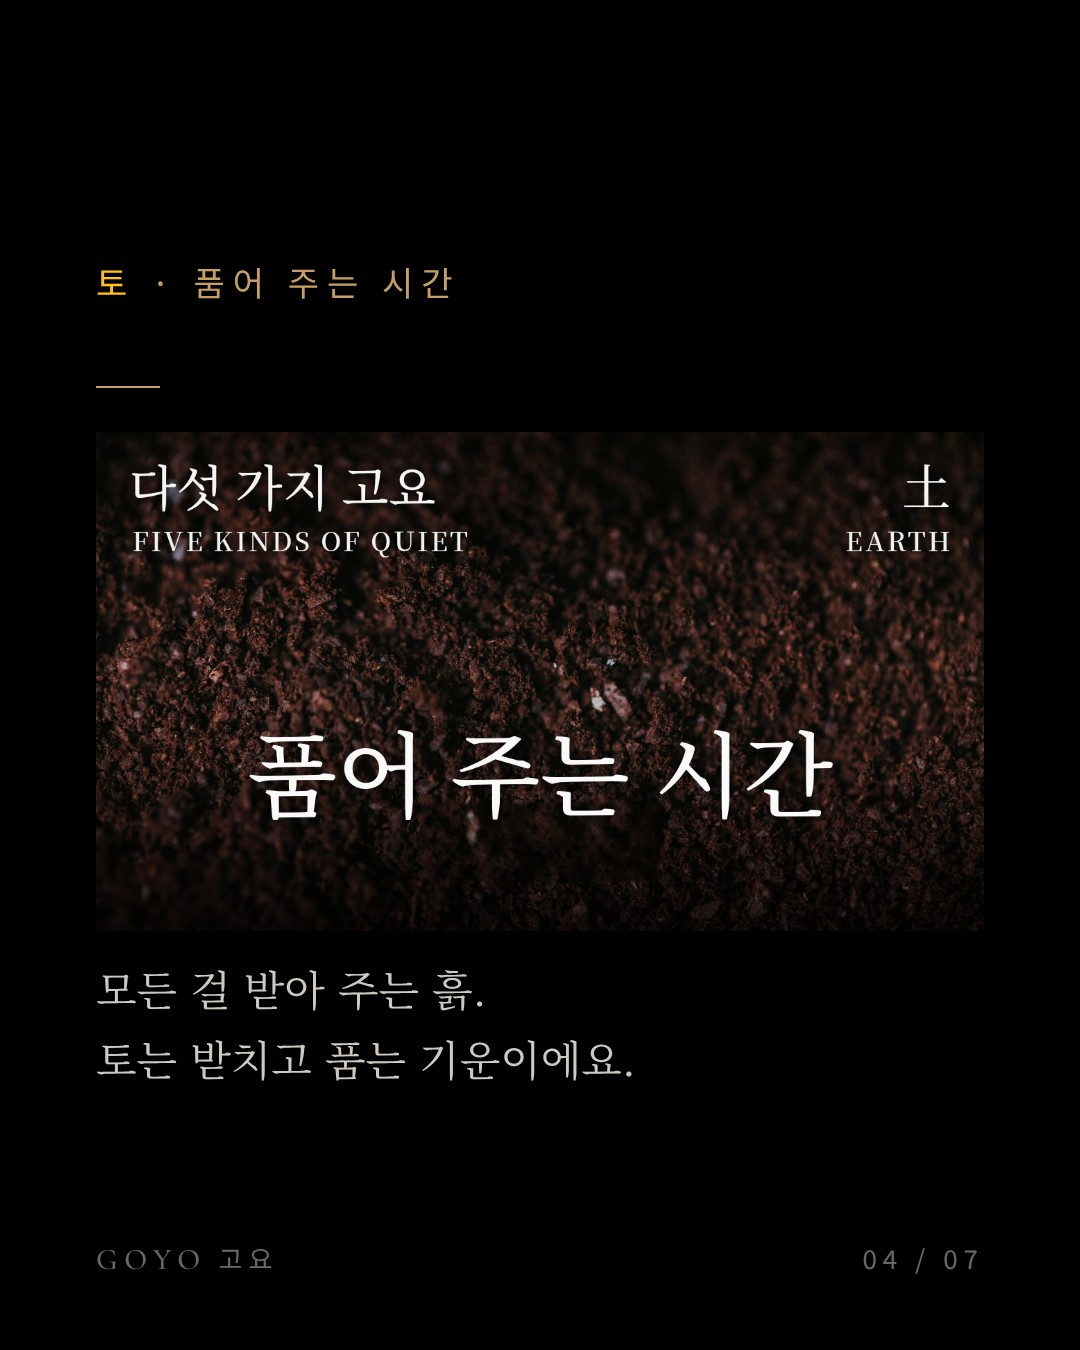 토 · 품어 주는 시간
다섯 가지 고요
FIVE KINDS OF QUIET
土
EARTH
품어 주는 시간
모든 걸 받아 주는 흙.
토는 받치고 품는 기운이에요.
GOYO 고요
04 / 07